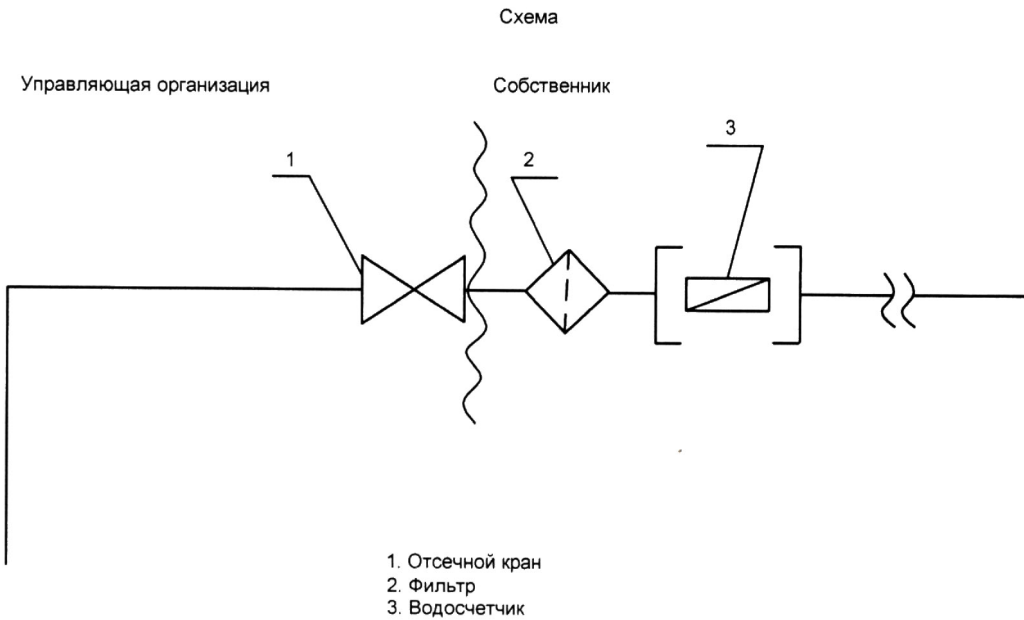 Схема
Управляющая организация
Собственник
1
2
3
1. Отсечной кран
2. Фильтр
3. Водосчетчик